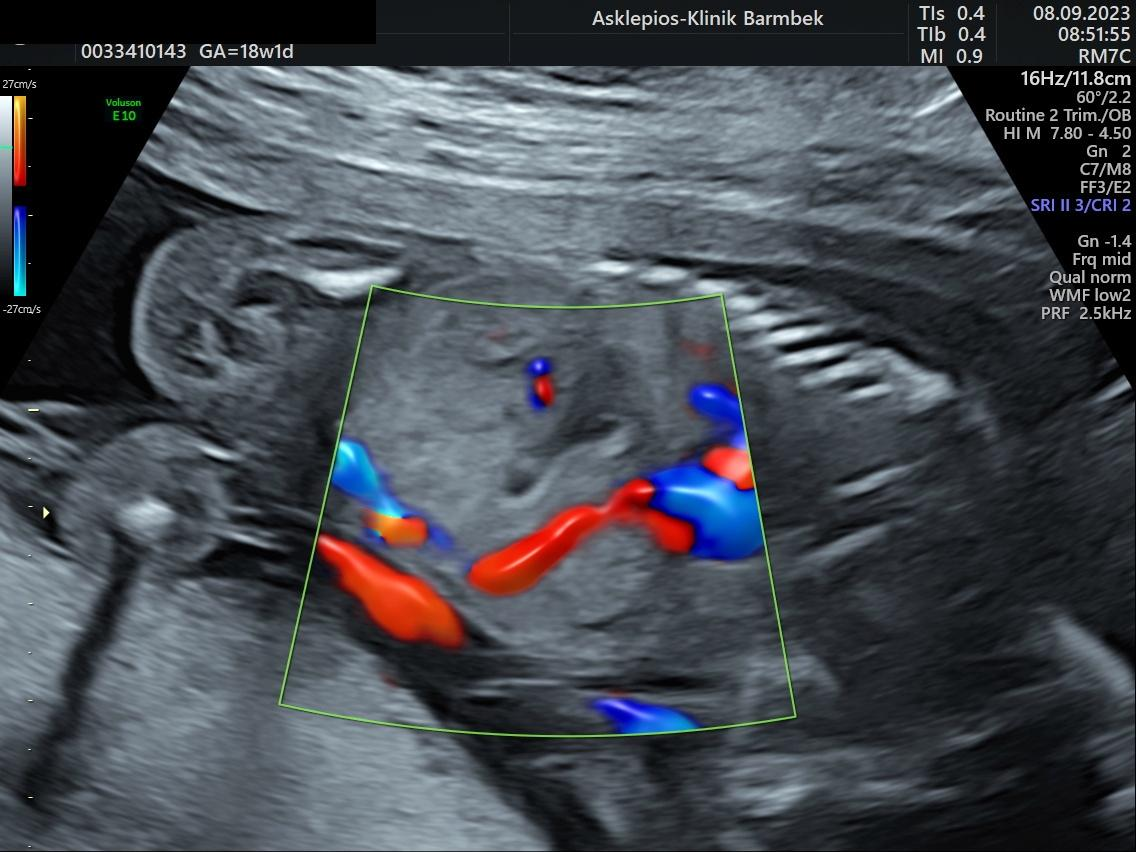 Asklepios-Klinik Barmbek
TIs 0.4
TIb 0.4
MI 0.9
08.09.2023
08:51:55
RM7C
0033410143 GA=18w1d
27cm/s
-27cm/s
Voluson
E10
16Hz/11.8cm
60°/2.2
Routine 2 Trim./OB
HI M 7.80 - 4.50
Gn 2
C7/M8
FF3/E2
SRI II 3/CRI 2
Gn -1.4
Frq mid
Qual norm
WMF low2
PRF 2.5kHz